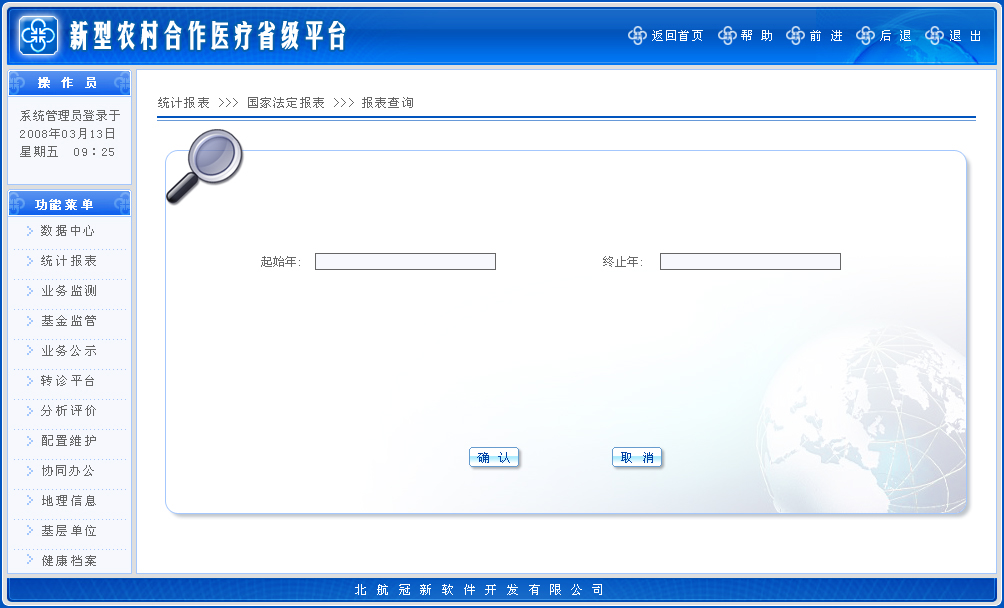 新型农村合作医疗省级平台
返回首页 帮 助 前 进 后 退 退 出
操 作 员
系统管理员登录于
2008年03月13日
星期五 09：25
功能菜单
数据中心
统计报表
业务监测
基金监管
业务公示
转诊平台
分析评价
配置维护
协同办公
地理信息
基层单位
健康档案
统计报表 >>> 国家法定报表 >>> 报表查询
起始年: 终止年:
确 认 取 消
北航冠新软件开发有限公司